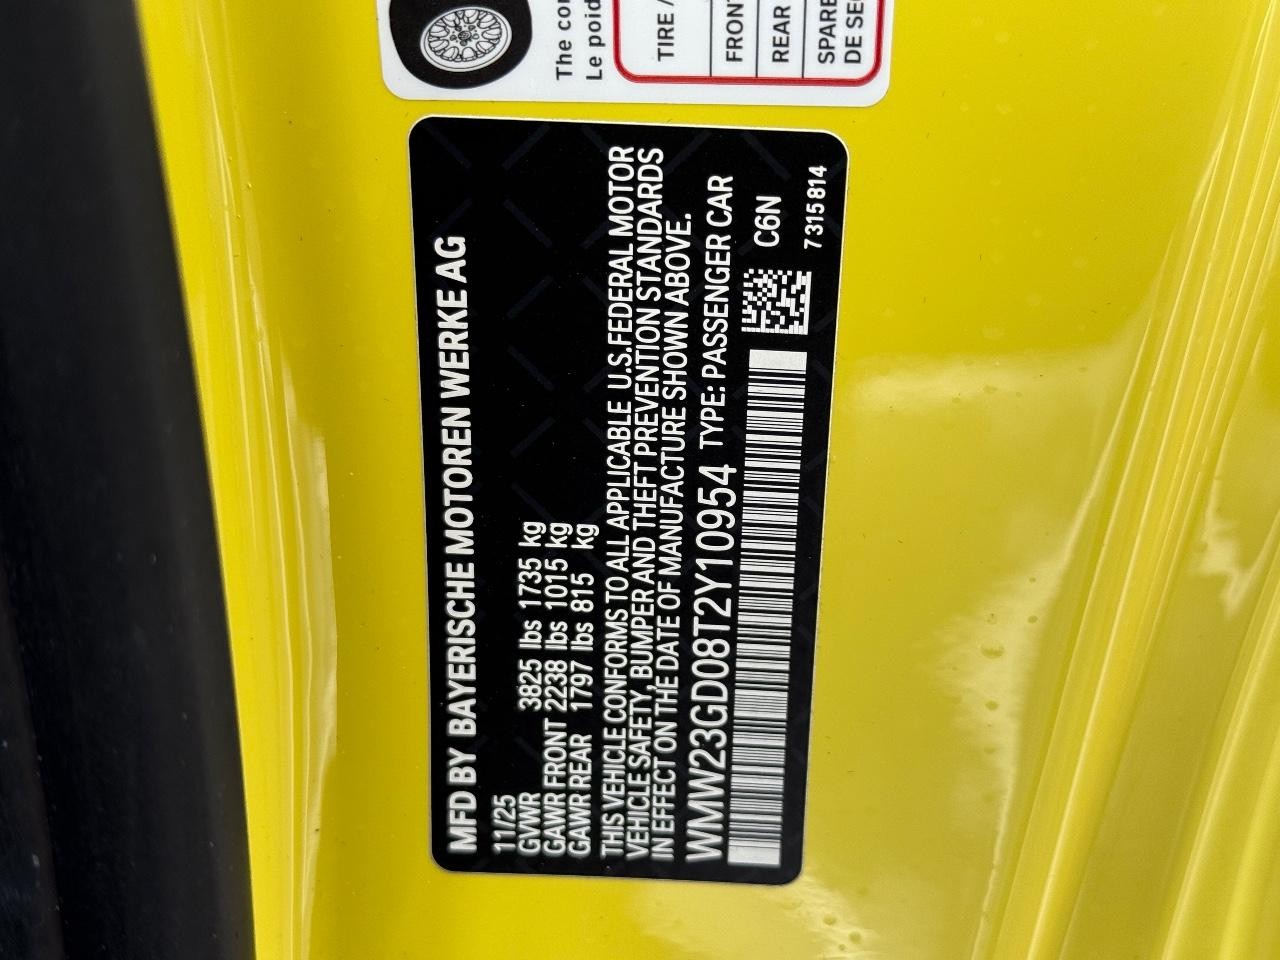 The
Le
TIRE /
FRONT
REAR
SPARE
DE
MFD BY BAYERISCHE MOTOREN WERKE AG
11/25
GVWR 3825 lbs 1735 kg
GAWR FRONT 2238 lbs 1015 kg
GAWR REAR 1797 lbs 815 kg
THIS VEHICLE CONFORMS TO ALL APPLICABLE U.S.FEDERAL MOTOR
VEHICLE SAFETY, BUMPER AND THEFT PREVENTION STANDARDS
IN EFFECT ON THE DATE OF MANUFACTURE SHOWN ABOVE.
WMW23GD08T2Y10954 TYPE: PASSENGER CAR
C6N
7315814